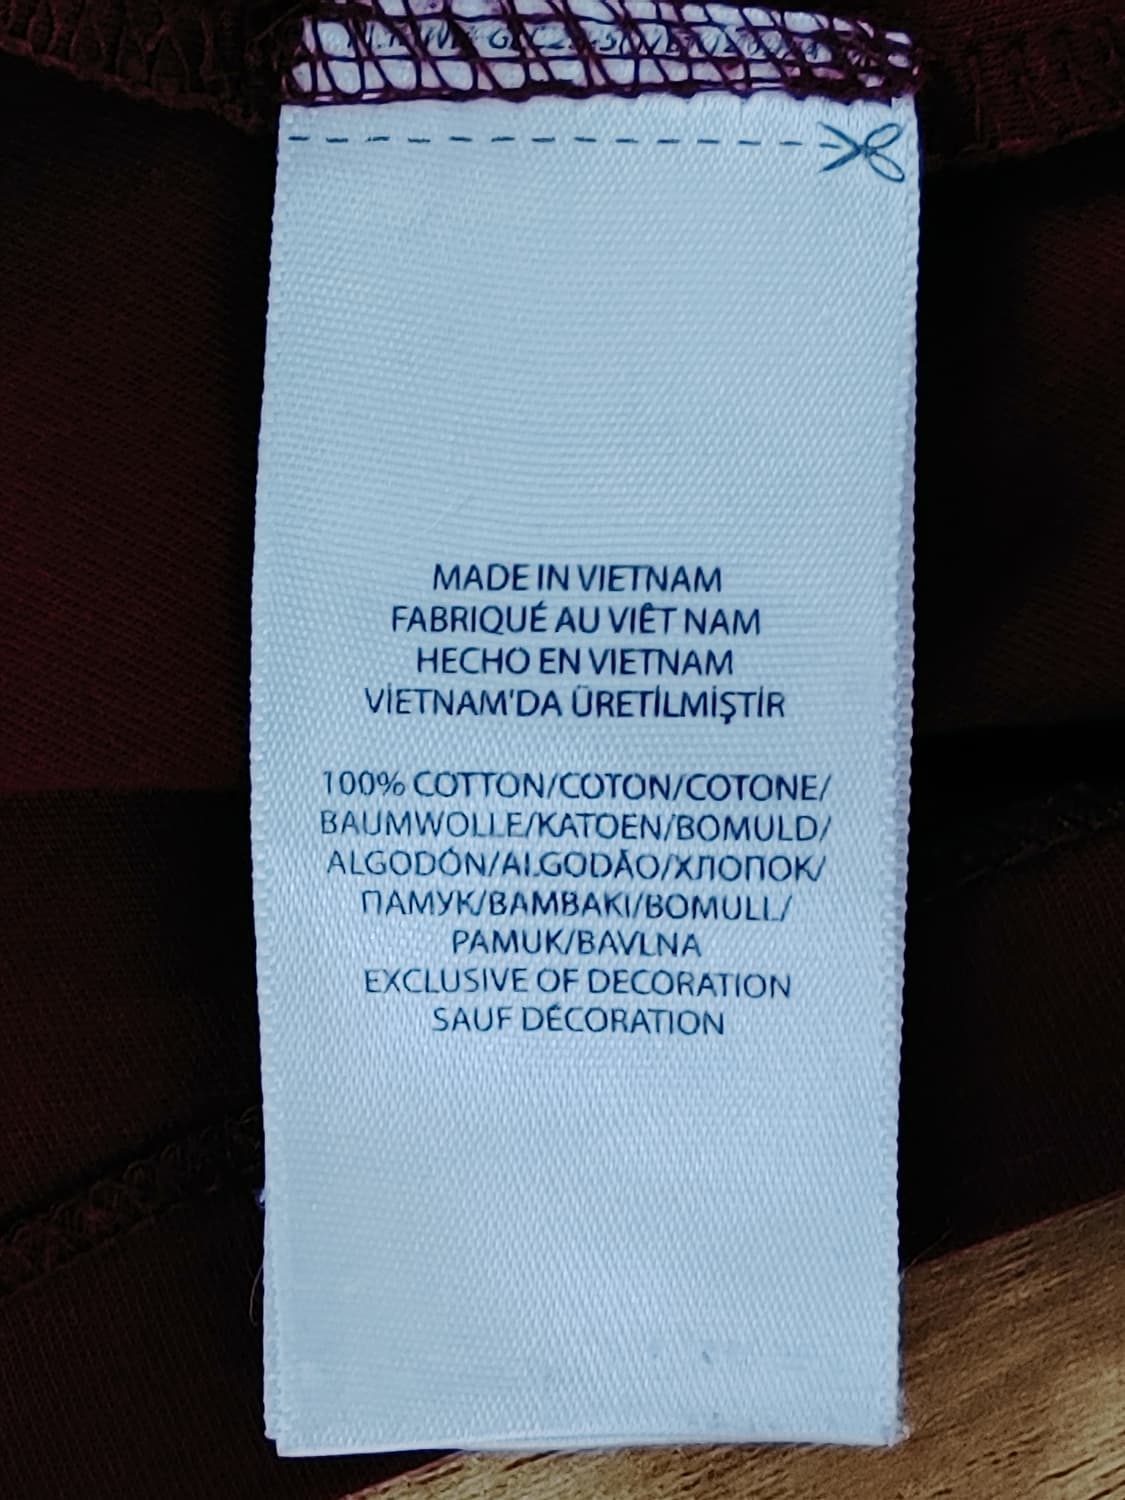 MADE IN VIETNAM
FABRIQUÉ AU VIÊT NAM
HECHO EN VIETNAM
VİETNAM'DA ÜRETİLMİŞTİR
100% COTTON/COTON/COTONE/
BAUMWOLLE/KATOEN/BOMULD/
ALGODÓN/ALGODÃO/ХЛОПОК/
ПАМУК/BAMBAKI/BOMULL/
PAMUK/BAVLNA
EXCLUSIVE OF DECORATION
SAUF DÉCORATION